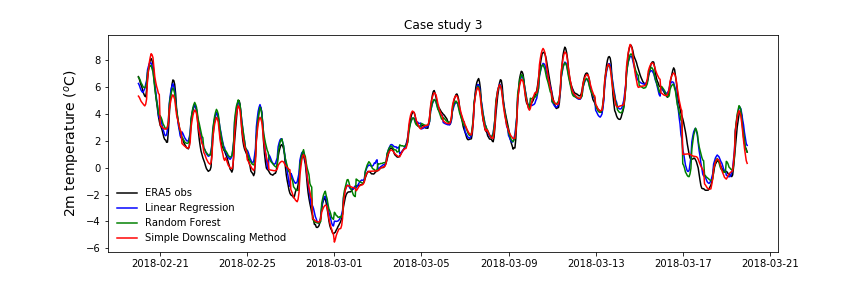 Case study 3
2m temperature (°C)
8
6
4
2
0
−2
−4
−6
ERA5 obs
Linear Regression
Random Forest
Simple Downscaling Method
2018-02-21
2018-02-25
2018-03-01
2018-03-05
2018-03-09
2018-03-13
2018-03-17
2018-03-21